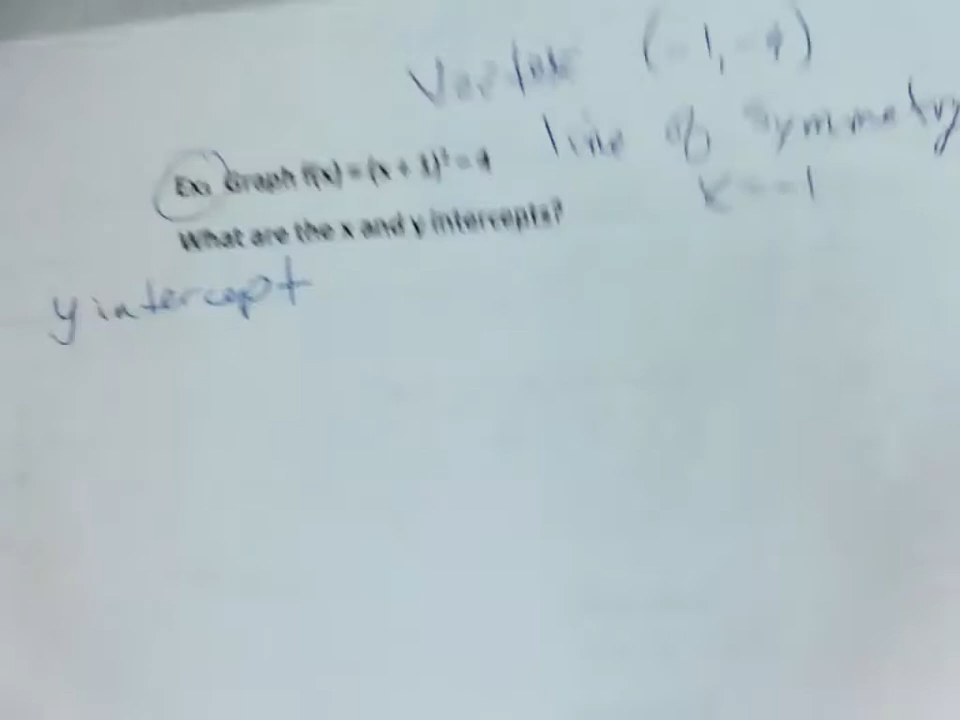 Vertex (-1, -4)
line of symmetry
x = -1
Ex: Graph f(x) = (x + 1)² - 4
What are the x and y intercepts?
y intercept